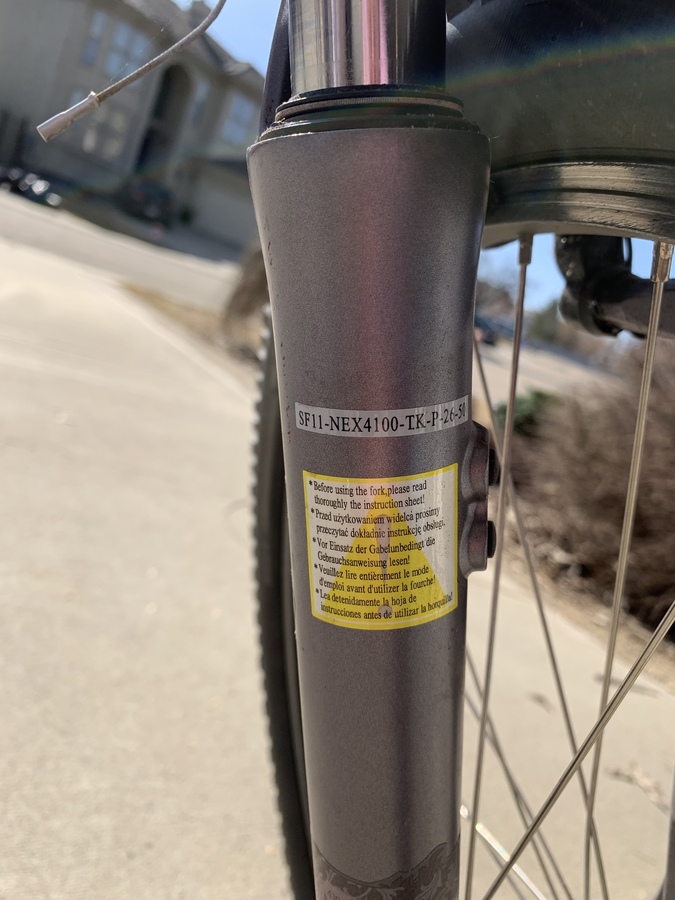 SF11-NEX4100-TK-P-26-50
*Before using the fork,please read
thoroughly the instruction sheet!
*Przed użytkowaniem widelca prosimy
przeczytać dokładnie instrukcję obsługi,
*Vor Einsatz der Gabelunbedingt die
Gebrauchsanweisung lesen!
*Veuillez lire entièrement le mode
d'emploi avant d'utilizer la fourche!
*Lea detenidamente la hoja de
instrucciones antes de utilizar la horquilla!